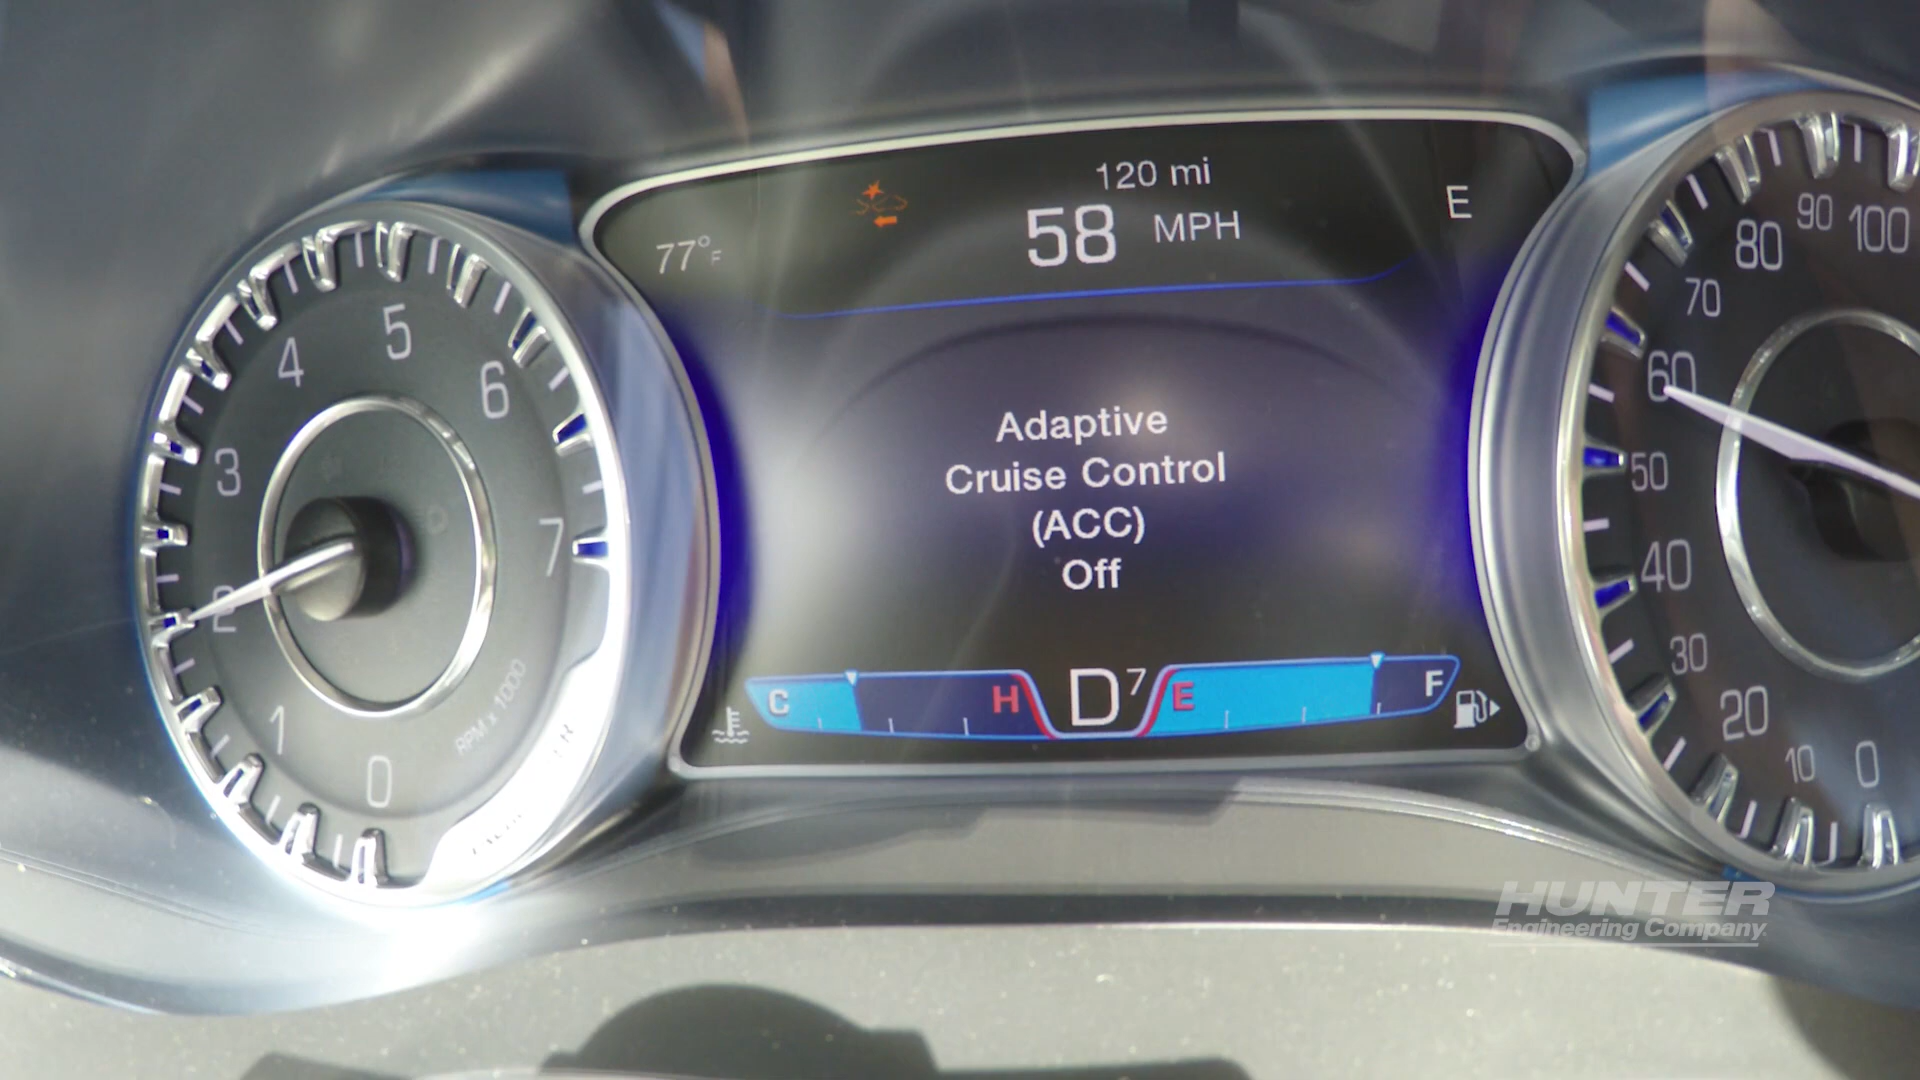 120 mi
58 MPH
E
77°F
Adaptive
Cruise Control
(ACC)
Off
C
H
D7
E
F
0
1
2
3
4
5
6
7
RPM x 1000
0
10
20
30
40
50
60
70
80
90
100
HUNTER
Engineering Company